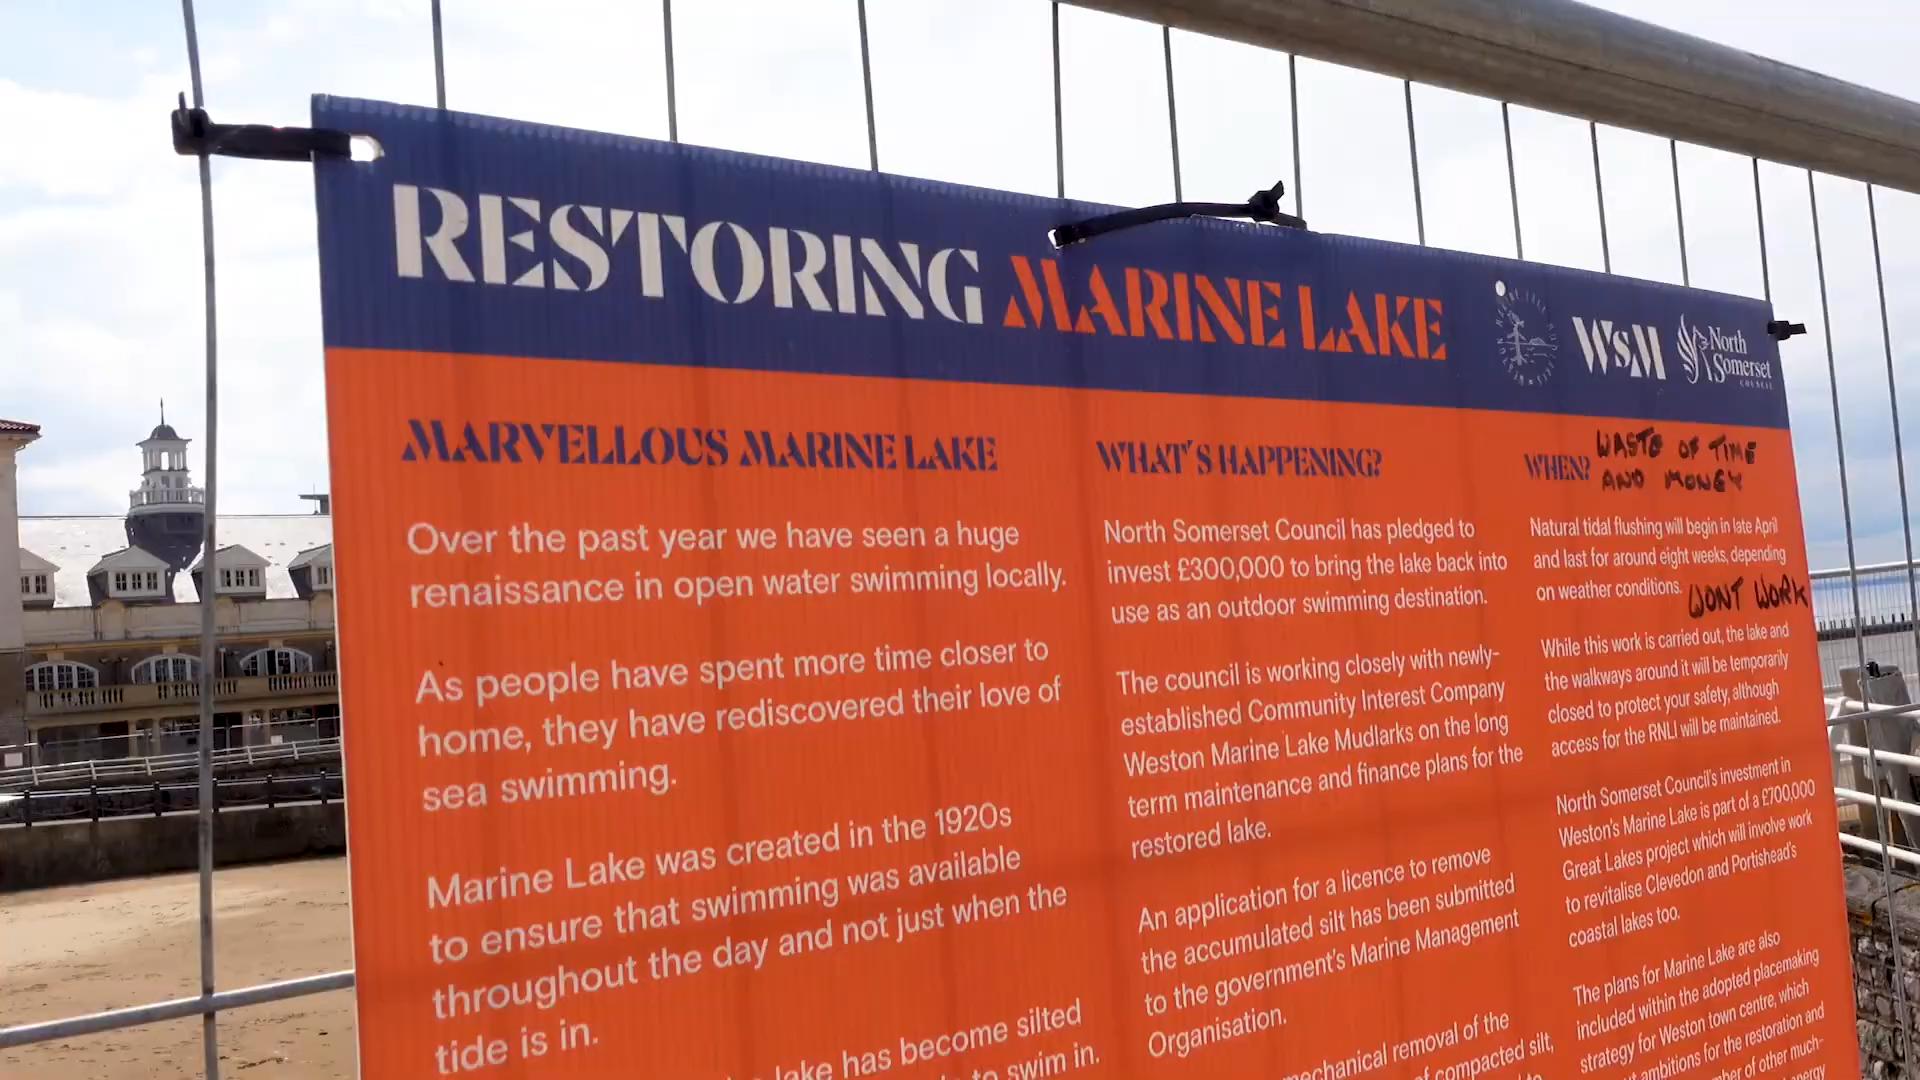 RESTORING MARINE LAKE
WSM
North
Somerset
COUNCIL
MARVELLOUS MARINE LAKE
Over the past year we have seen a huge
renaissance in open water swimming locally.
As people have spent more time closer to
home, they have rediscovered their love of
sea swimming.
Marine Lake was created in the 1920s
to ensure that swimming was available
throughout the day and not just when the
tide is in.
lake has become silted
to swim in.
WHAT'S HAPPENING?
North Somerset Council has pledged to
invest £300,000 to bring the lake back into
use as an outdoor swimming destination.
The council is working closely with newly-
established Community Interest Company
Weston Marine Lake Mudlarks on the long
term maintenance and finance plans for the
restored lake.
An application for a licence to remove
the accumulated silt has been submitted
to the government's Marine Management
Organisation.
mechanical removal of the
of compacted silt,
WHEN?
WASTE OF TIME
AND MONEY
Natural tidal flushing will begin in late April
and last for around eight weeks, depending
on weather conditions.
WONT WORK
While this work is carried out, the lake and
the walkways around it will be temporarily
closed to protect your safety, although
access for the RNLI will be maintained.
North Somerset Council's investment in
Weston's Marine Lake is part of a £700,000
Great Lakes project which will involve work
to revitalise Clevedon and Portishead's
coastal lakes too.
The plans for Marine Lake are also
included within the adopted placemaking
strategy for Weston town centre, which
ambitions for the restoration and
of other much-
energy